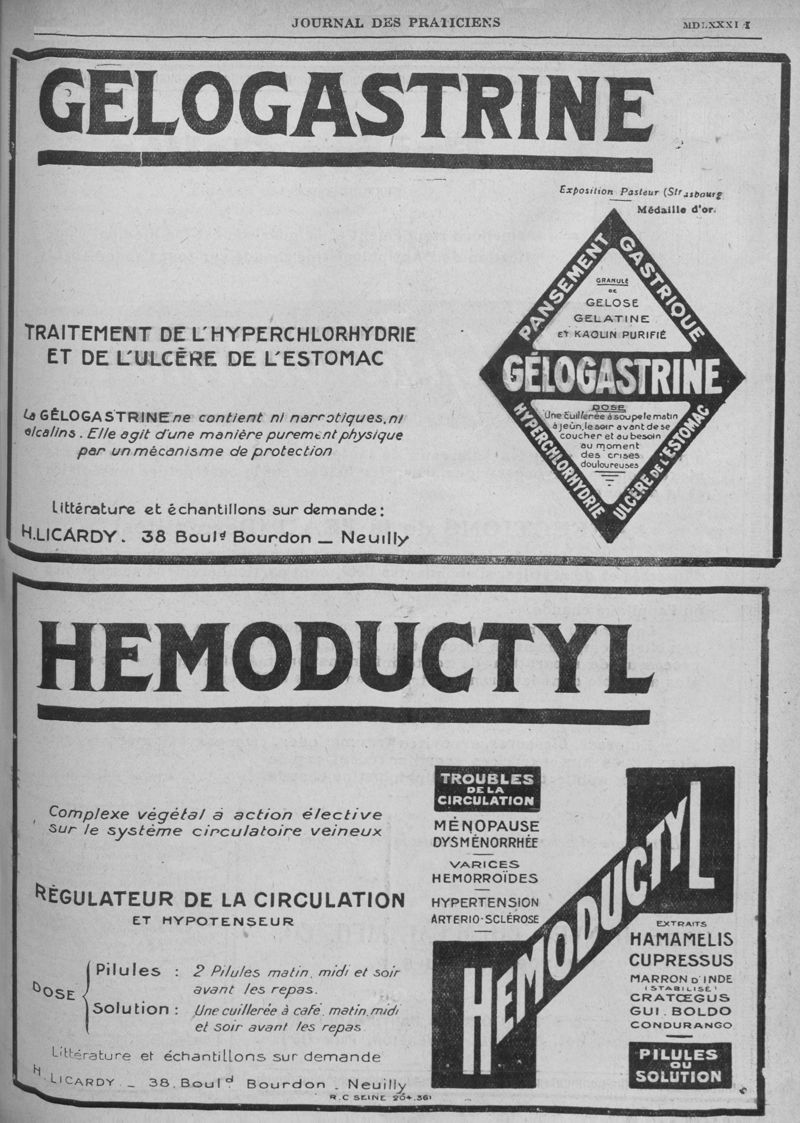 JOURNAL DES PRATICIENS
GÉLOGASTRINE
Exposition Pasteur (Strasbourg
Médaille d'or.
PANSEMENT GASTRIQUE
GRANULÉ
DE
GELOSE
GELATINE
ET KAOLIN PURIFIÉ
GÉLOGASTRINE
DOSE
Une cuillerée à soupe le matin
à jeûn, le soir avant de se
coucher et au besoin
au moment
des crises
douloureuses
HYPERCHLORHYDRIE
ULCÈRE DE L'ESTOMAC
TRAITEMENT DE L'HYPERCHLORHYDRIE
ET DE L'ULCÈRE DE L'ESTOMAC
La GÉLOGASTRINE ne contient ni narcotiques, ni
alcalins. Elle agit d'une manière purement physique
par un mécanisme de protection
Littérature et échantillons sur demande:
H. LICARDY. 38 Bould Bourdon _ Neuilly
HEMODUCTYL
Complexe végétal à action élective
sur le système circulatoire veineux
RÉGULATEUR DE LA CIRCULATION
ET HYPOTENSEUR
DOSE
Pilules : 2 Pilules matin, midi et soir
avant les repas.
Solution : Une cuillerée à café, matin, midi
et soir avant les repas
Littérature et échantillons sur demande
H. LICARDY _ 38, Bould Bourdon . Neuilly
R.C SEINE 204.361
TROUBLES
DE LA
CIRCULATION
MÉNOPAUSE
DYSMÉNORRHÉE
VARICES
HEMORROÏDES
HYPERTENSION
ARTERIO-SCLÉROSE
HEMODUCTYL
EXTRAITS
HAMAMELIS
CUPRESSUS
MARRON D'INDE
(STABILISÉ)
CRATŒGUS
GUI. BOLDO
CONDURANGO
PILULES
OU
SOLUTION